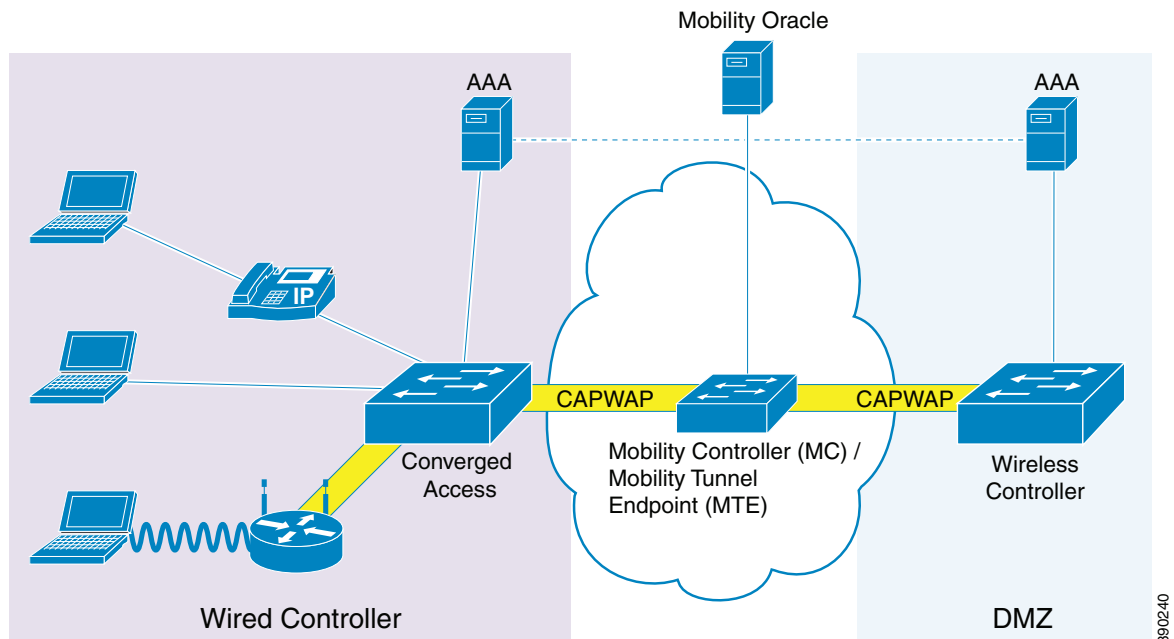 Mobility Oracle
AAA
AAA
IP
CAPWAP
CAPWAP
Converged
Access
Mobility Controller (MC) /
Mobility Tunnel
Endpoint (MTE)
Wireless
Controller
Wired Controller
DMZ
390240